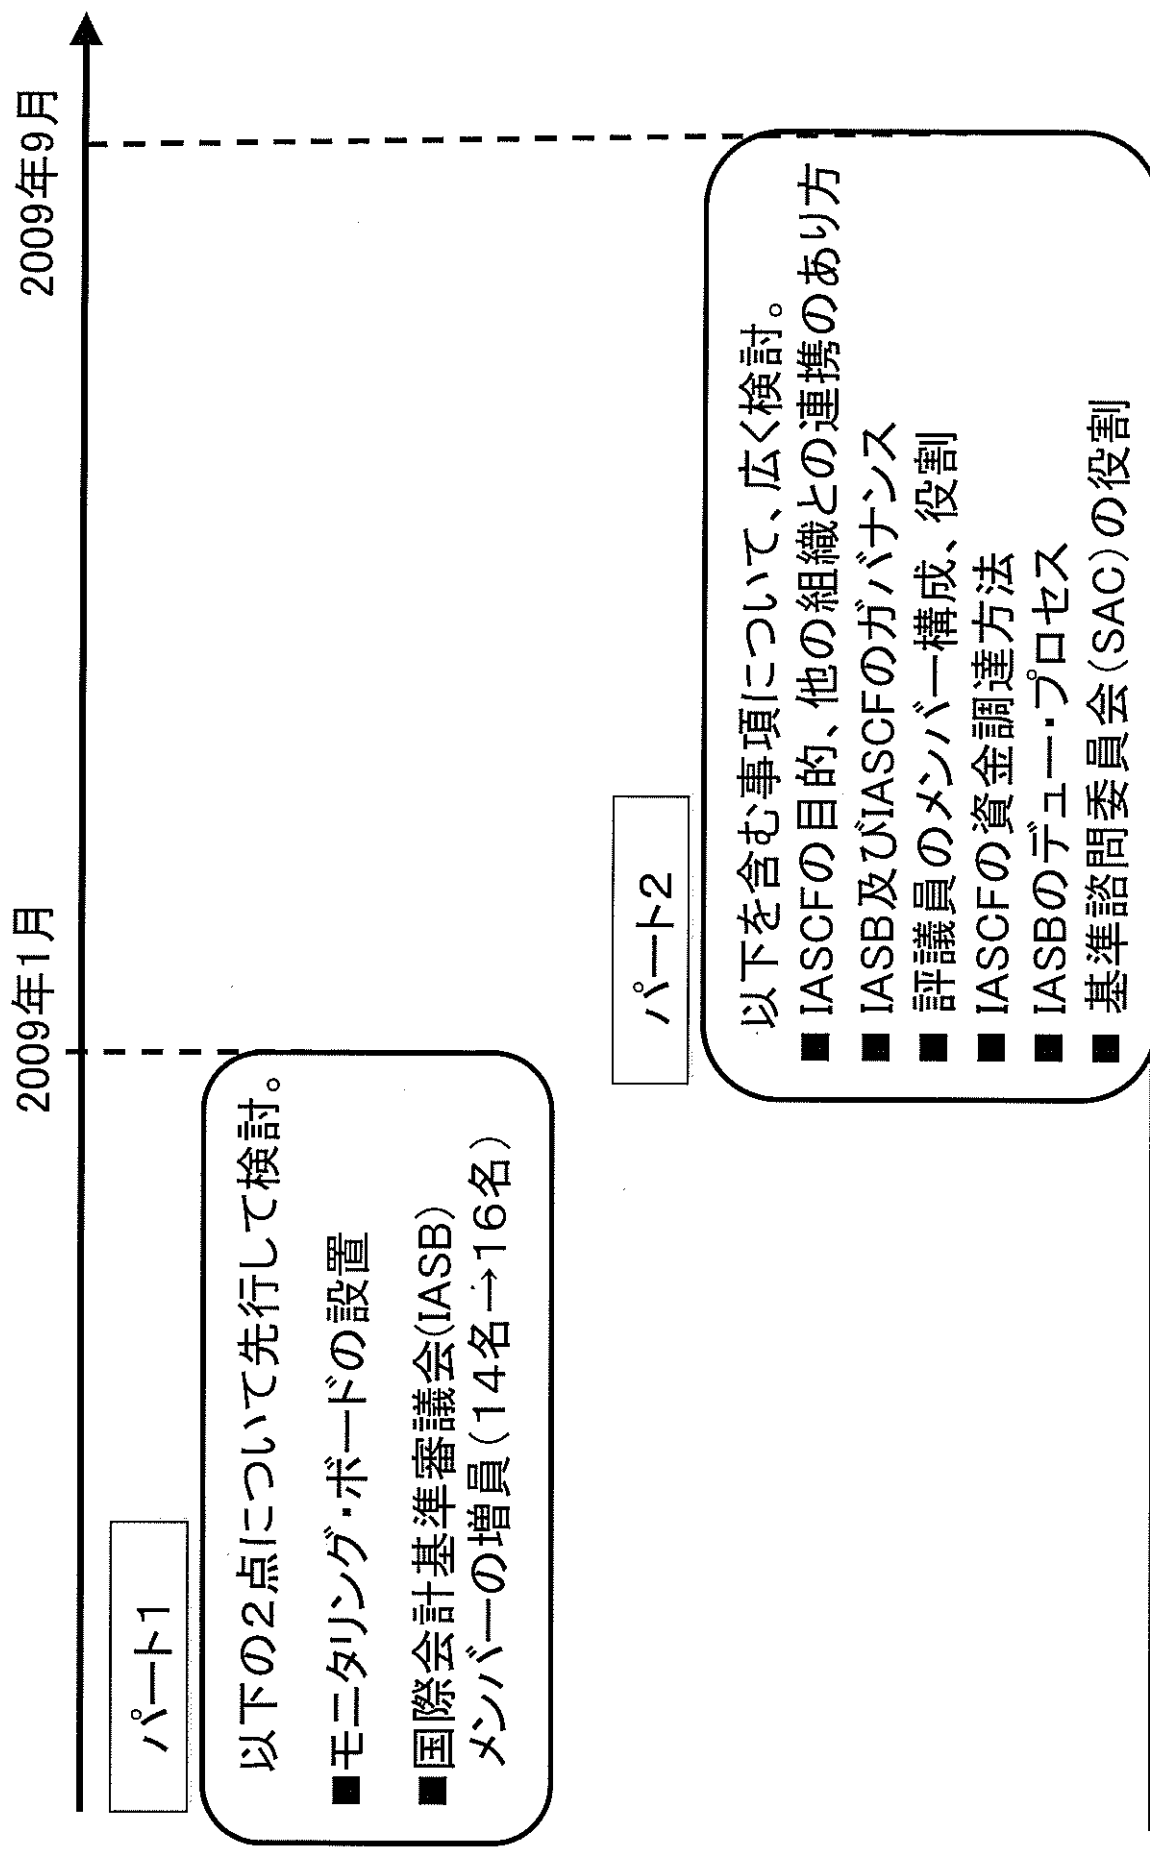 2009年1月
2009年9月
パート1
以下の2点について先行して検討。
■モニタリング・ボードの設置
■国際会計基準審議会(IASB)
メンバーの増員(14名→16名)
パート2
以下を含む事項について、広く検討。
■ IASCFの目的、他の組織との連携のあり方
■ IASB及びIASCFのガバナンス
■ 評議員のメンバー構成、役割
■ IASCFの資金調達方法
■ IASBのデュー・プロセス
■ 基準諮問委員会(SAC)の役割